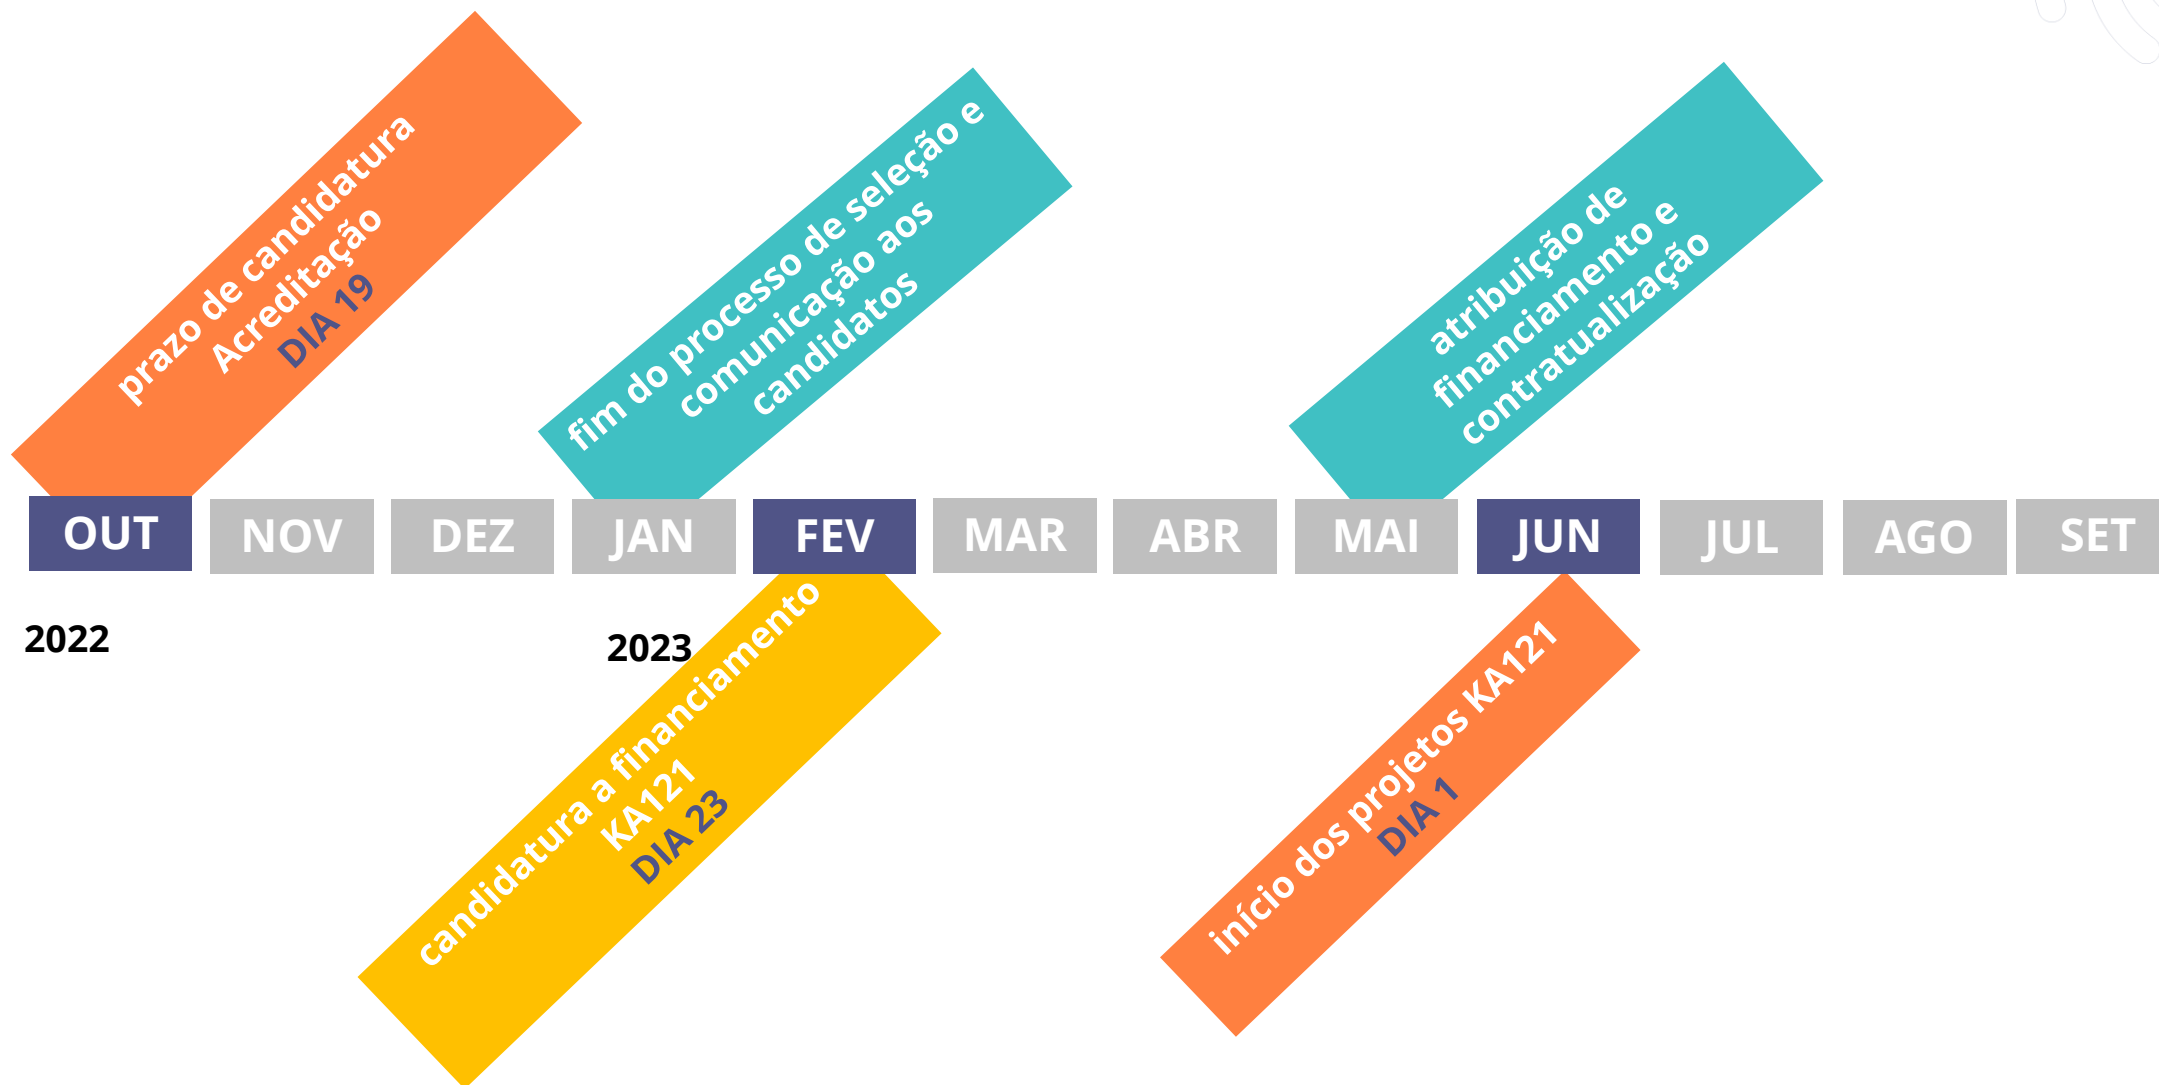 prazo de candidatura
Acreditação
DIA 19
fim do processo de seleção e
comunicação aos
candidatos
atribuição de
financiamento e
contratualização
OUT
NOV
DEZ
JAN
FEV
MAR
ABR
MAI
JUN
JUL
AGO
SET
2022
2023
candidatura a financiamento
KA121
DIA 23
início dos projetos KA121
DIA 1